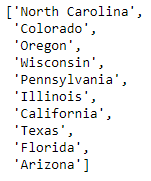 ['North Carolina',
'Colorado',
'Oregon',
'Wisconsin',
'Pennsylvania',
'Illinois',
'California',
'Texas',
'Florida',
'Arizona']